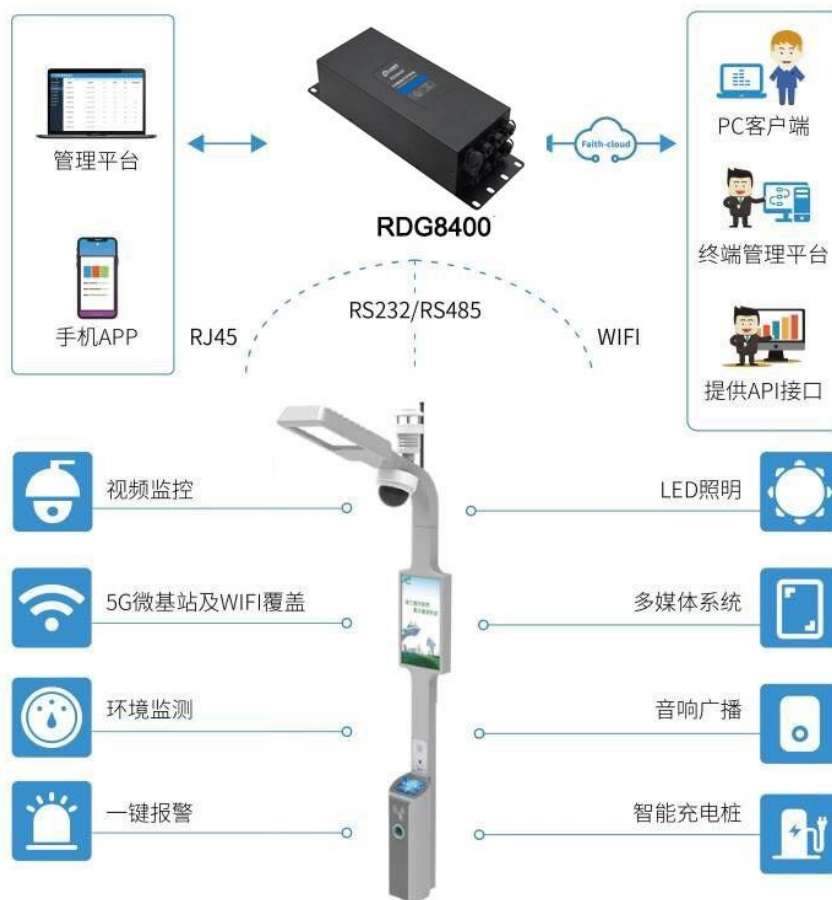 管理平台
手机APP
RDG8400
Faith-cloud
PC客户端
终端管理平台
提供API接口
RJ45
RS232/RS485
WIFI
视频监控
LED照明
5G微基站及WIFI覆盖
多媒体系统
环境监测
音响广播
一键报警
智能充电桩